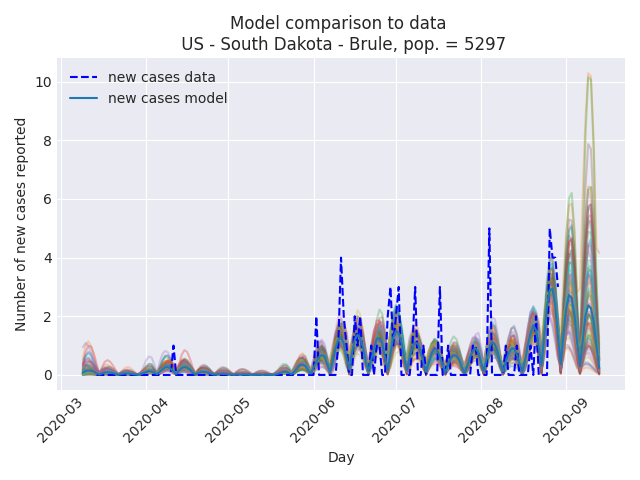 Model comparison to data
US - South Dakota - Brule, pop. = 5297
new cases data
new cases model
Number of new cases reported
10
8
6
4
2
0
2020-03
2020-04
2020-05
2020-06
2020-07
2020-08
2020-09
Day